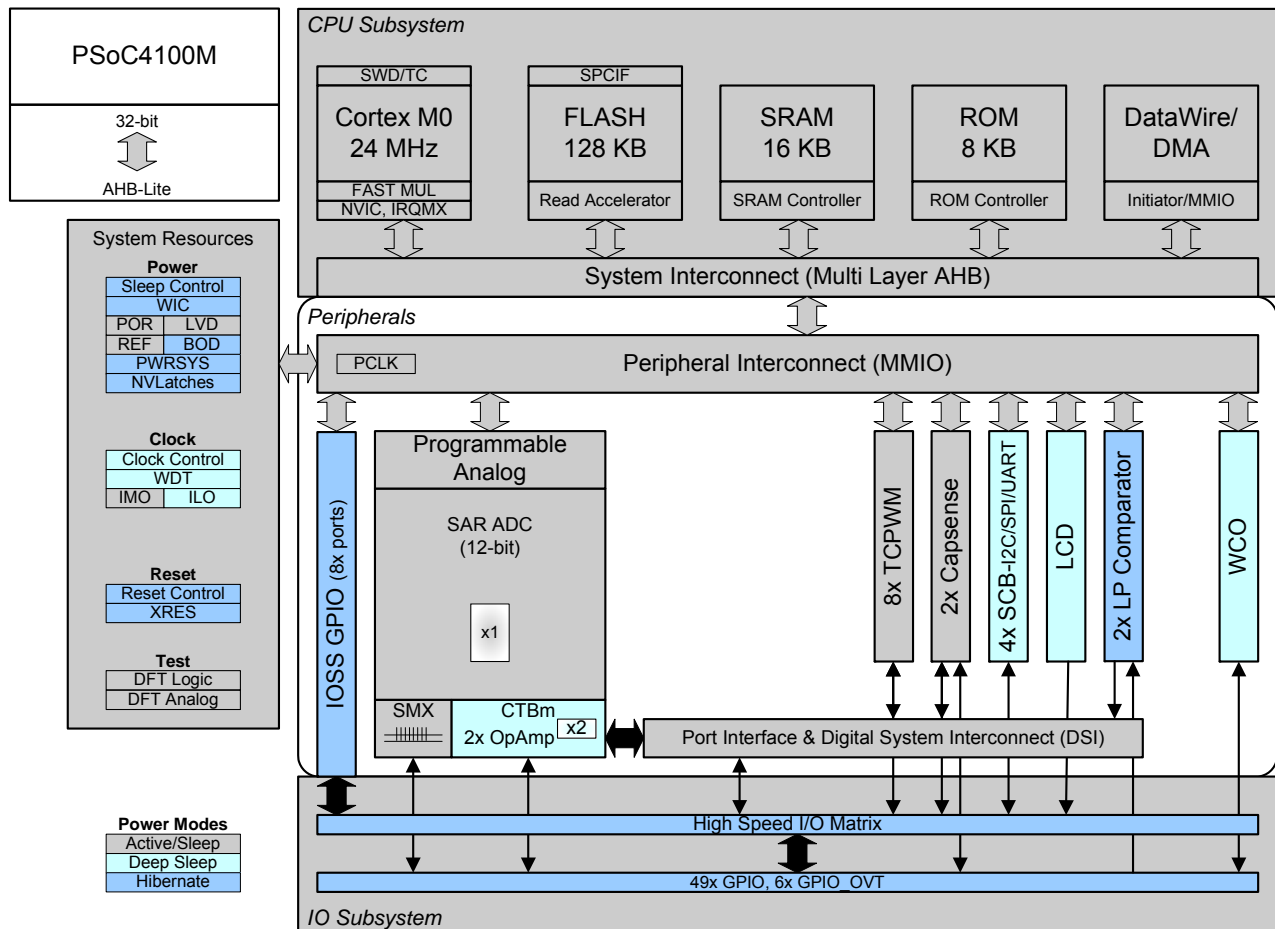 PSoC4100M
32-bit
AHB-Lite
CPU Subsystem
SWD/TC
Cortex M0
24 MHz
FAST MUL
NVIC, IRQMX
SPCIF
FLASH
128 KB
Read Accelerator
SRAM
16 KB
SRAM Controller
ROM
8 KB
ROM Controller
DataWire/
DMA
Initiator/MMIO
System Interconnect (Multi Layer AHB)
System Resources
Power
Sleep Control
WIC
POR LVD
REF BOD
PWRSYS
NVLatches
Clock
Clock Control
WDT
IMO ILO
Reset
Reset Control
XRES
Test
DFT Logic
DFT Analog
Peripherals
PCLK
Peripheral Interconnect (MMIO)
IOSS GPIO (8x ports)
Programmable
Analog
SAR ADC
(12-bit)
x1
SMX
CTBm
2x OpAmp
x2
8x TCPWM
2x Capsense
4x SCB-I2C/SPI/UART
LCD
2x LP Comparator
WCO
Port Interface & Digital System Interconnect (DSI)
High Speed I/O Matrix
49x GPIO, 6x GPIO_OVT
IO Subsystem
Power Modes
Active/Sleep
Deep Sleep
Hibernate